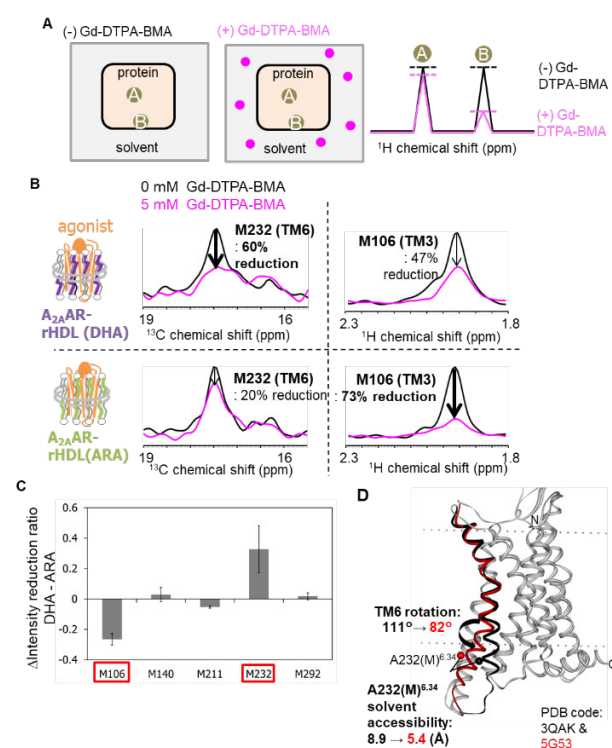 A
(-) Gd-DTPA-BMA
(+) Gd-DTPA-BMA
protein
A
B
solvent
protein
A
B
solvent
A
B
(-) Gd-
DTPA-BMA
(+) Gd-
DTPA-BMA
¹H chemical shift (ppm)
B
0 mM Gd-DTPA-BMA
5 mM Gd-DTPA-BMA
agonist
A₂AAR-
rHDL (DHA)
M232 (TM6)
: 60%
reduction
19
16
¹³C chemical shift (ppm)
M106 (TM3)
: 47%
reduction
2.3
1.8
¹H chemical shift (ppm)
A₂AAR-
rHDL(ARA)
M232 (TM6)
: 20% reduction
19
16
¹³C chemical shift (ppm)
M106 (TM3)
: 73% reduction
2.3
1.8
¹H chemical shift (ppm)
C
ΔIntensity reduction ratio
DHA - ARA
0.6
0.4
0.2
0
-0.2
-0.4
M106
M140
M211
M232
M292
D
N
TM6 rotation:
111° → 82°
A232(M)⁶·³⁴
C
A232(M)⁶·³⁴
solvent
accessibility:
8.9 → 5.4 (Å)
PDB code:
3QAK &
5G53